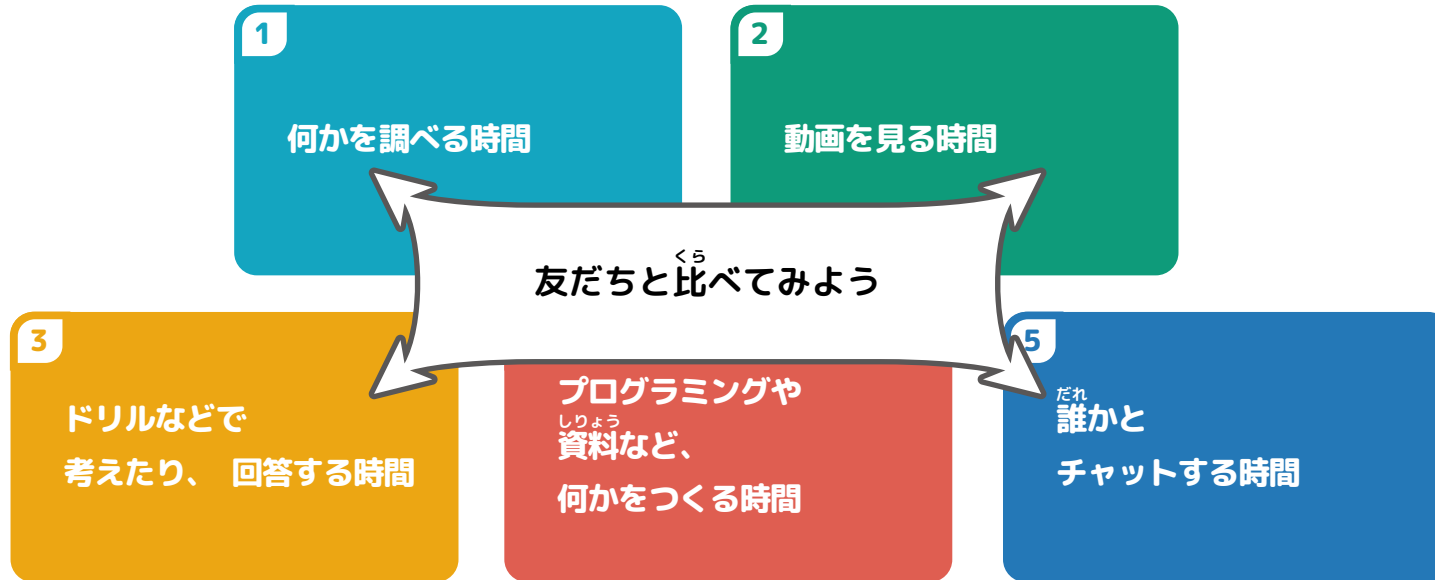 1
何かを調べる時間
2
動画を見る時間
くら
友だちと比べてみよう
3
ドリルなどで
考えたり、 回答する時間
プログラミングや
しりょう
資料など、
何かをつくる時間
5
だれ
誰かと
チャットする時間